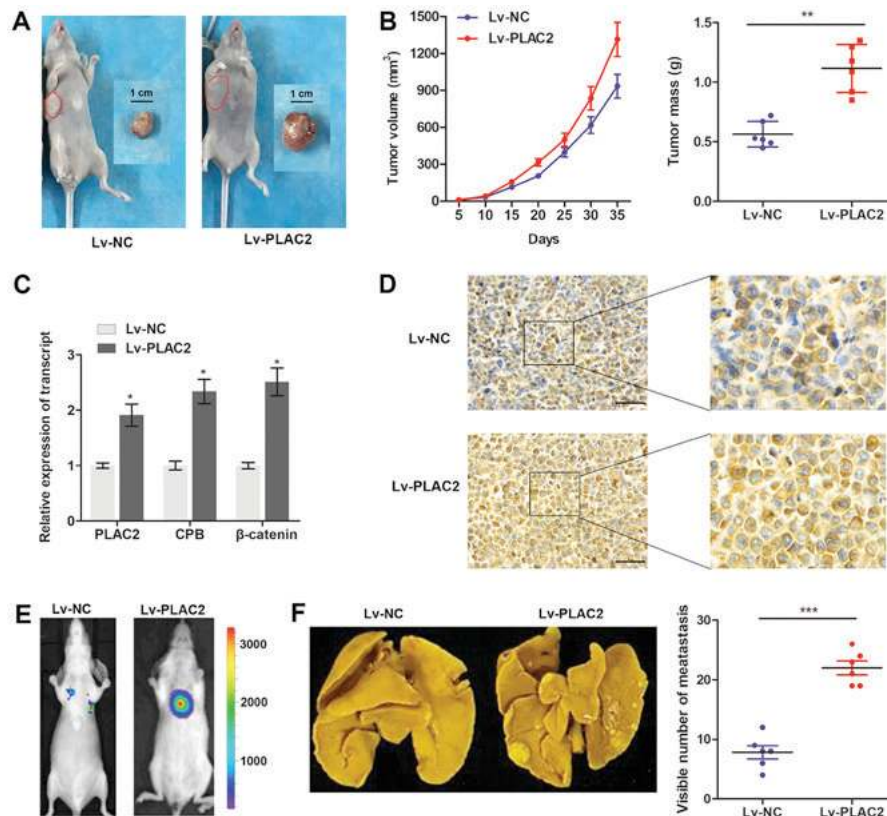 A
1 cm
1 cm
Lv-NC
Lv-PLAC2
B
Lv-NC
Lv-PLAC2
Tumor volume (mm³)
1500
1200
900
600
300
0
5 10 15 20 25 30 35
Days
**
Tumor mass (g)
1.5
1.0
0.5
0.0
Lv-NC
Lv-PLAC2
C
Lv-NC
Lv-PLAC2
Relative expression of transcript
3
2
1
0
* * *
PLAC2 CPB β-catenin
D
Lv-NC
Lv-PLAC2
E
Lv-NC Lv-PLAC2
3000
2000
1000
F
Lv-NC Lv-PLAC2
***
Visible number of meatastasis
30
20
10
0
Lv-NC Lv-PLAC2